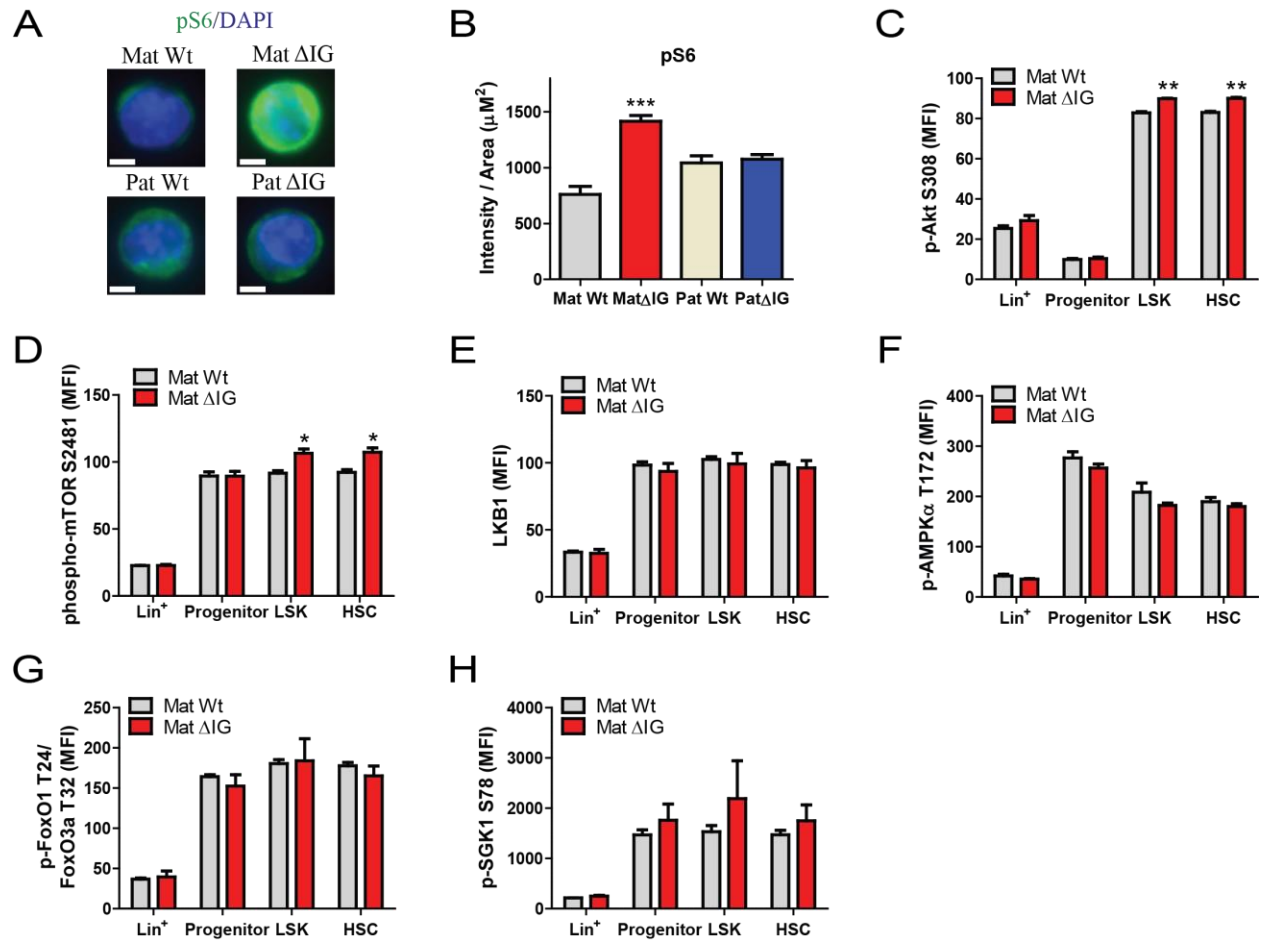 A
pS6/DAPI
Mat Wt
Mat ΔIG
Pat Wt
Pat ΔIG
B
pS6
Intensity / Area (μM²)
1500
1000
500
0
Mat Wt
MatΔIG
Pat Wt
PatΔIG
***
C
p-Akt S308 (MFI)
100
80
60
40
20
0
Mat Wt
Mat ΔIG
**
**
Lin⁺
Progenitor
LSK
HSC
D
phospho-mTOR S2481 (MFI)
150
100
50
0
Mat Wt
Mat ΔIG
*
*
Lin⁺
Progenitor
LSK
HSC
E
LKB1 (MFI)
150
100
50
0
Mat Wt
Mat ΔIG
Lin⁺
Progenitor
LSK
HSC
F
p-AMPKα T172 (MFI)
400
300
200
100
0
Mat Wt
Mat ΔIG
Lin⁺
Progenitor
LSK
HSC
G
p-FoxO1 T24/
FoxO3a T32 (MFI)
250
200
150
100
50
0
Mat Wt
Mat ΔIG
Lin⁺
Progenitor
LSK
HSC
H
p-SGK1 S78 (MFI)
4000
3000
2000
1000
0
Mat Wt
Mat ΔIG
Lin⁺
Progenitor
LSK
HSC